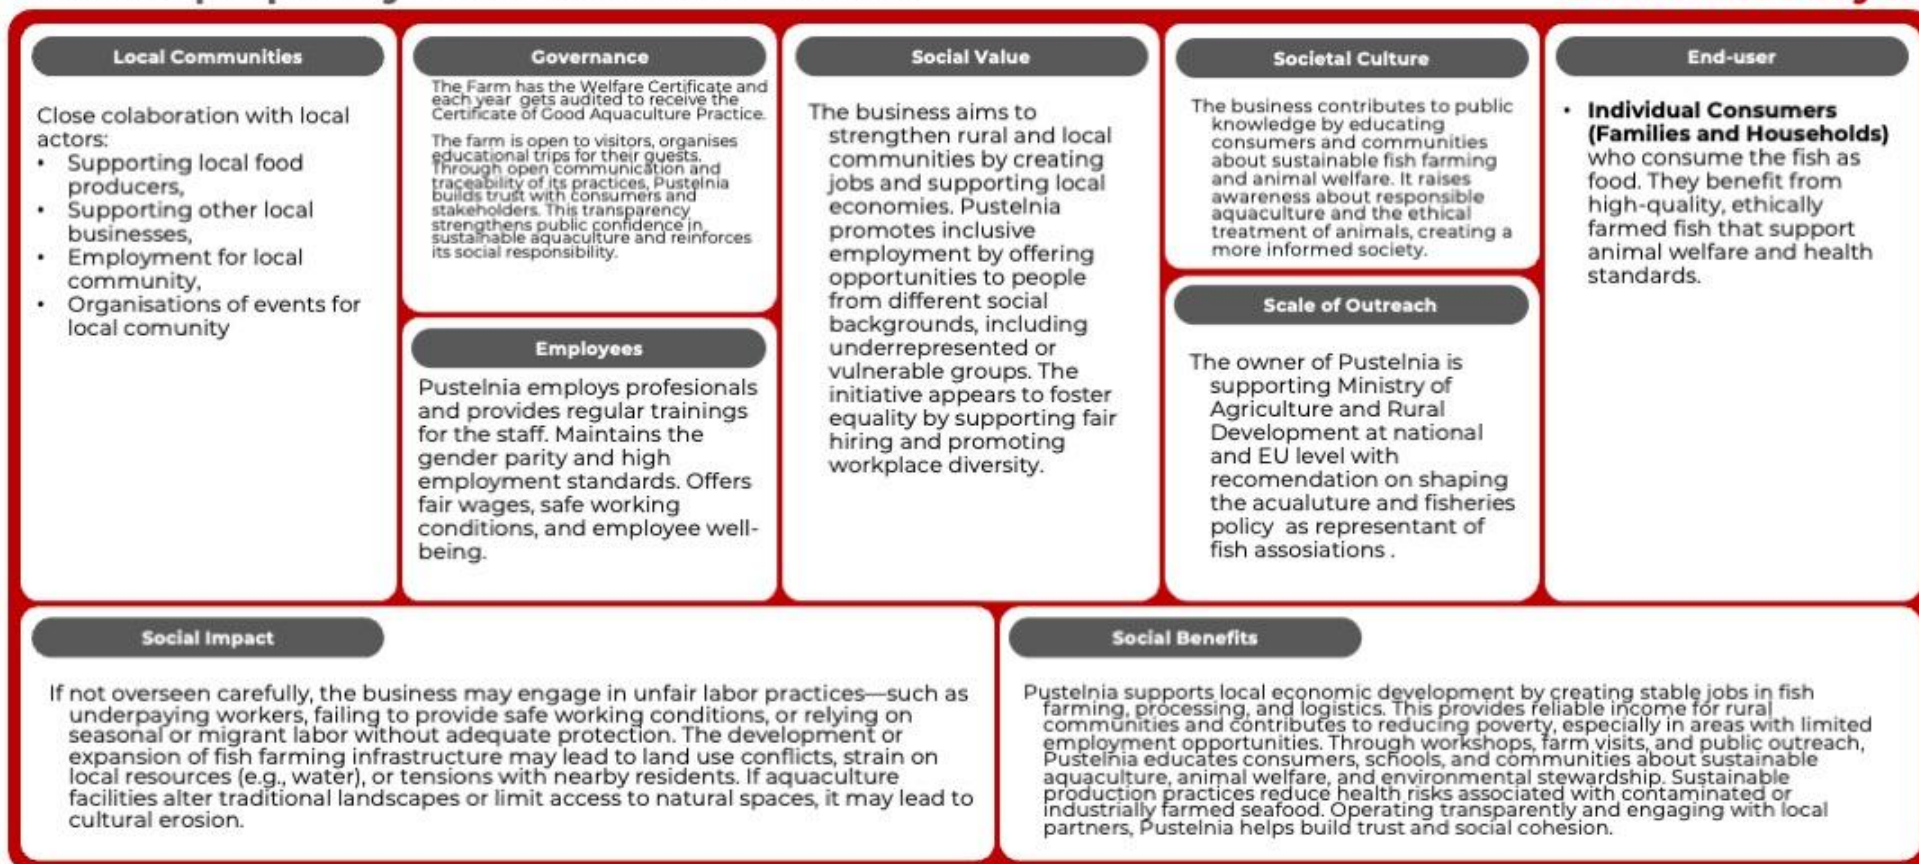 Local Communities
Close colaboration with local
actors:
• Supporting local food
producers,
• Supporting other local
businesses,
• Employment for local
community,
• Organisations of events for
local comunity
Governance
The Farm has the Welfare Certificate and
each year gets audited to receive the
Certificate of Good Aquaculture Practice.
The farm is open to visitors, organises
educational trips for their guests.
Through open communication and
traceability of its practices, Pustelnia
builds trust with consumers and
stakeholders. This transparency
strengthens public confidence in
sustainable aquaculture and reinforces
its social responsibility.
Employees
Pustelnia employs profesionals
and provides regular trainings
for the staff. Maintains the
gender parity and high
employment standards. Offers
fair wages, safe working
conditions, and employee well-
being.
Social Value
The business aims to
strengthen rural and local
communities by creating
jobs and supporting local
economies. Pustelnia
promotes inclusive
employment by offering
opportunities to people
from different social
backgrounds, including
underrepresented or
vulnerable groups. The
initiative appears to foster
equality by supporting fair
hiring and promoting
workplace diversity.
Societal Culture
The business contributes to public
knowledge by educating
consumers and communities
about sustainable fish farming
and animal welfare. It raises
awareness about responsible
aquaculture and the ethical
treatment of animals, creating a
more informed society.
Scale of Outreach
The owner of Pustelnia is
supporting Ministry of
Agriculture and Rural
Development at national
and EU level with
recomendation on shaping
the acualuture and fisheries
policy as representant of
fish assosiations .
End-user
• Individual Consumers
(Families and Households)
who consume the fish as
food. They benefit from
high-quality, ethically
farmed fish that support
animal welfare and health
standards.
Social Impact
If not overseen carefully, the business may engage in unfair labor practices—such as
underpaying workers, failing to provide safe working conditions, or relying on
seasonal or migrant labor without adequate protection. The development or
expansion of fish farming infrastructure may lead to land use conflicts, strain on
local resources (e.g., water), or tensions with nearby residents. If aquaculture
facilities alter traditional landscapes or limit access to natural spaces, it may lead to
cultural erosion.
Social Benefits
Pustelnia supports local economic development by creating stable jobs in fish
farming, processing, and logistics. This provides reliable income for rural
communities and contributes to reducing poverty, especially in areas with limited
employment opportunities. Through workshops, farm visits, and public outreach,
Pustelnia educates consumers, schools, and communities about sustainable
aquaculture, animal welfare, and environmental stewardship. Sustainable
production practices reduce health risks associated with contaminated or
industrially farmed seafood. Operating transparently and engaging with local
partners, Pustelnia helps build trust and social cohesion.